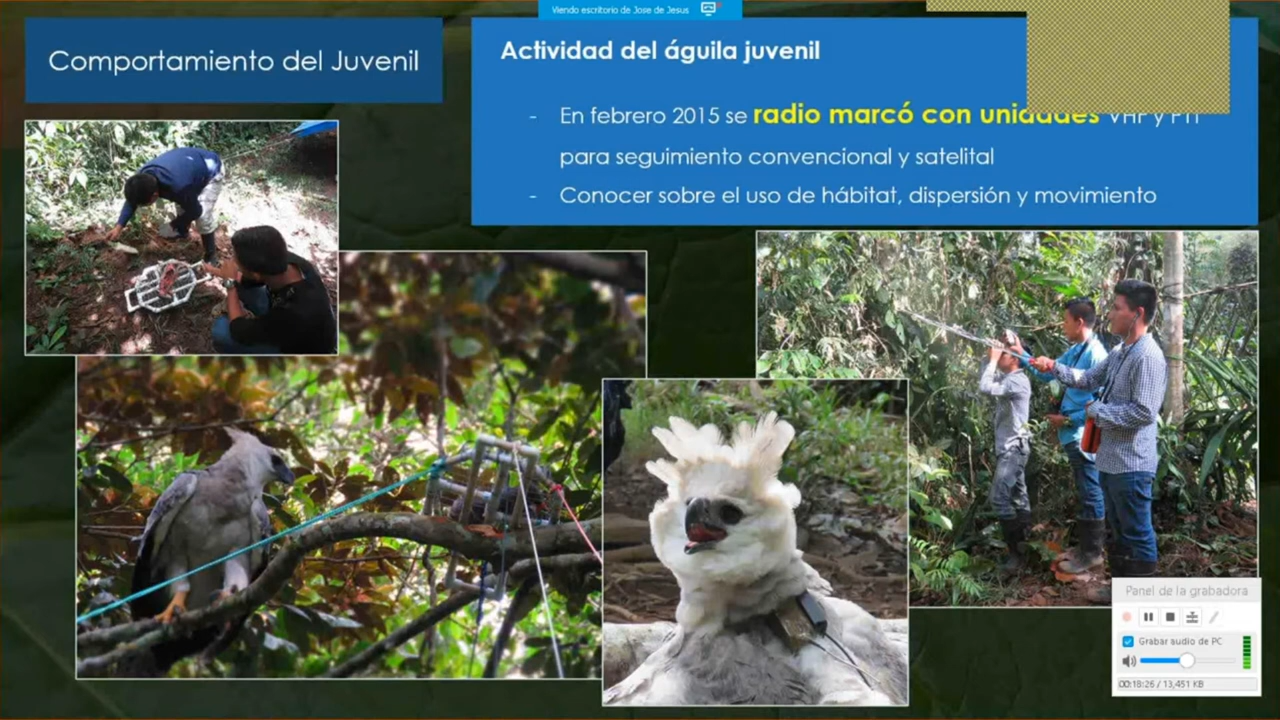 Viendo escritorio de Jose de Jesus
Comportamiento del Juvenil
Actividad del águila juvenil
- En febrero 2015 se radio marcó con unidades VHF y PTT
para seguimiento convencional y satelital
- Conocer sobre el uso de hábitat, dispersión y movimiento
Panel de la grabadora
Grabar audio de PC
00:18:26 / 13,451 KB